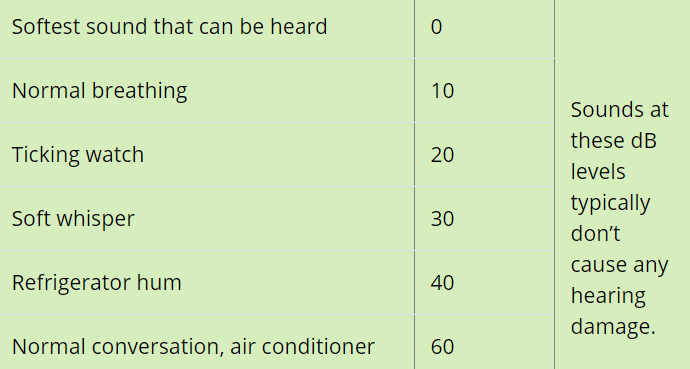 Softest sound that can be heard 0
Normal breathing 10
Ticking watch 20
Soft whisper 30
Refrigerator hum 40
Normal conversation, air conditioner 60
Sounds at
these dB
levels
typically
don’t
cause any
hearing
damage.